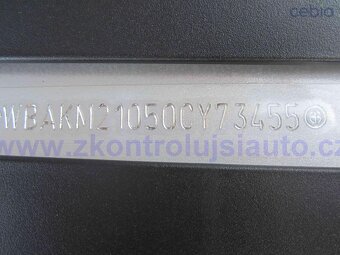 cebia
WBAKM21050CY73455
www.zkontrolujsiauto.cz